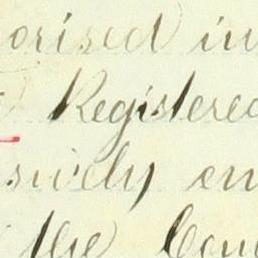 orised in
Registered
sively en
the Com